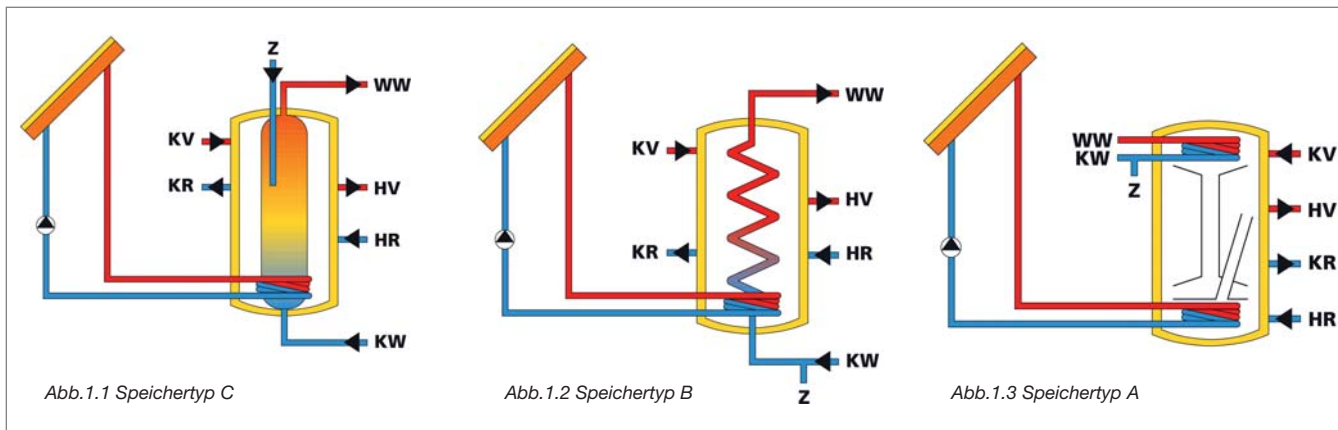 Z
WW
KV
KR
HV
HR
KW
Abb.1.1 Speichertyp C
WW
KV
HV
KR
HR
KW
Z
Abb.1.2 Speichertyp B
WW
KW
Z
KV
HV
KR
HR
Abb.1.3 Speichertyp A